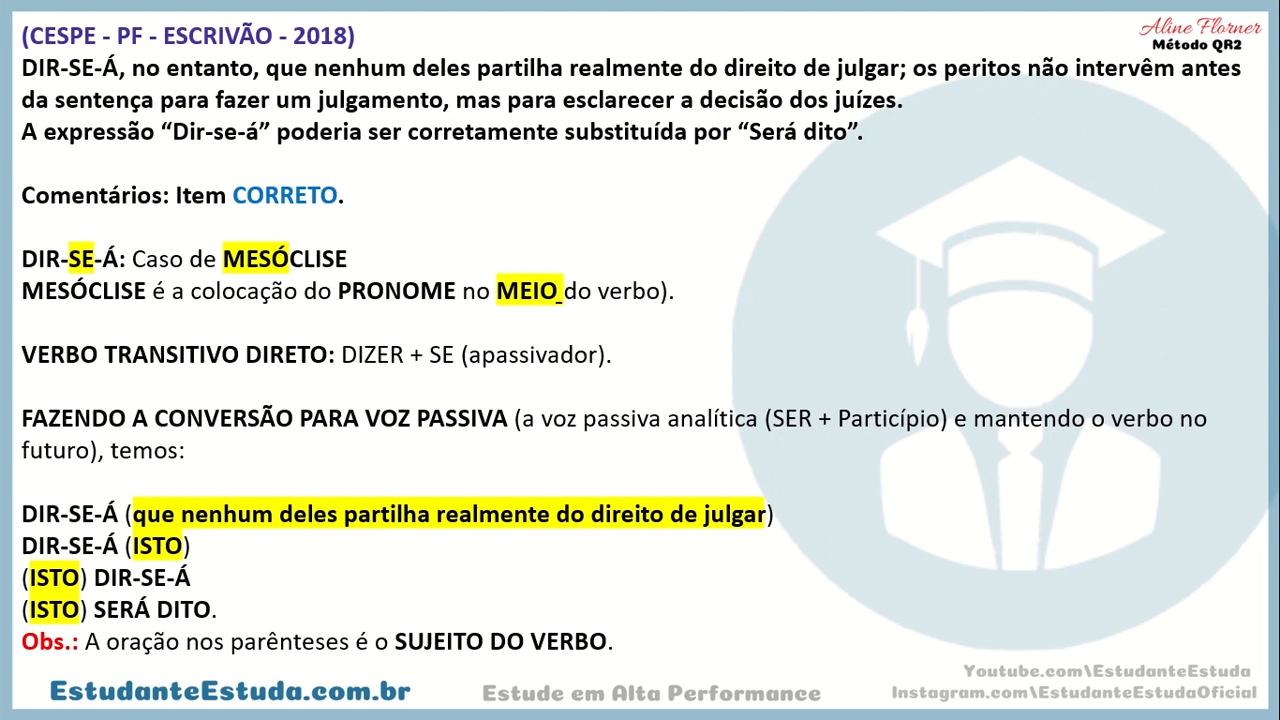 (CESPE - PF - ESCRIVÃO - 2018)
Aline Florner
Método QR2
DIR-SE-Á, no entanto, que nenhum deles partilha realmente do direito de julgar; os peritos não intervêm antes
da sentença para fazer um julgamento, mas para esclarecer a decisão dos juízes.
A expressão “Dir-se-á” poderia ser corretamente substituída por “Será dito”.
Comentários: Item CORRETO.
DIR-SE-Á: Caso de MESÓCLISE
MESÓCLISE é a colocação do PRONOME no MEIO do verbo).
VERBO TRANSITIVO DIRETO: DIZER + SE (apassivador).
FAZENDO A CONVERSÃO PARA VOZ PASSIVA (a voz passiva analítica (SER + Particípio) e mantendo o verbo no
futuro), temos:
DIR-SE-Á (que nenhum deles partilha realmente do direito de julgar)
DIR-SE-Á (ISTO)
(ISTO) DIR-SE-Á
(ISTO) SERÁ DITO.
Obs.: A oração nos parênteses é o SUJEITO DO VERBO.
EstudanteEstuda.com.br
Estude em Alta Performance
Youtube.com\EstudanteEstuda
Instagram.com\EstudanteEstudaOficial